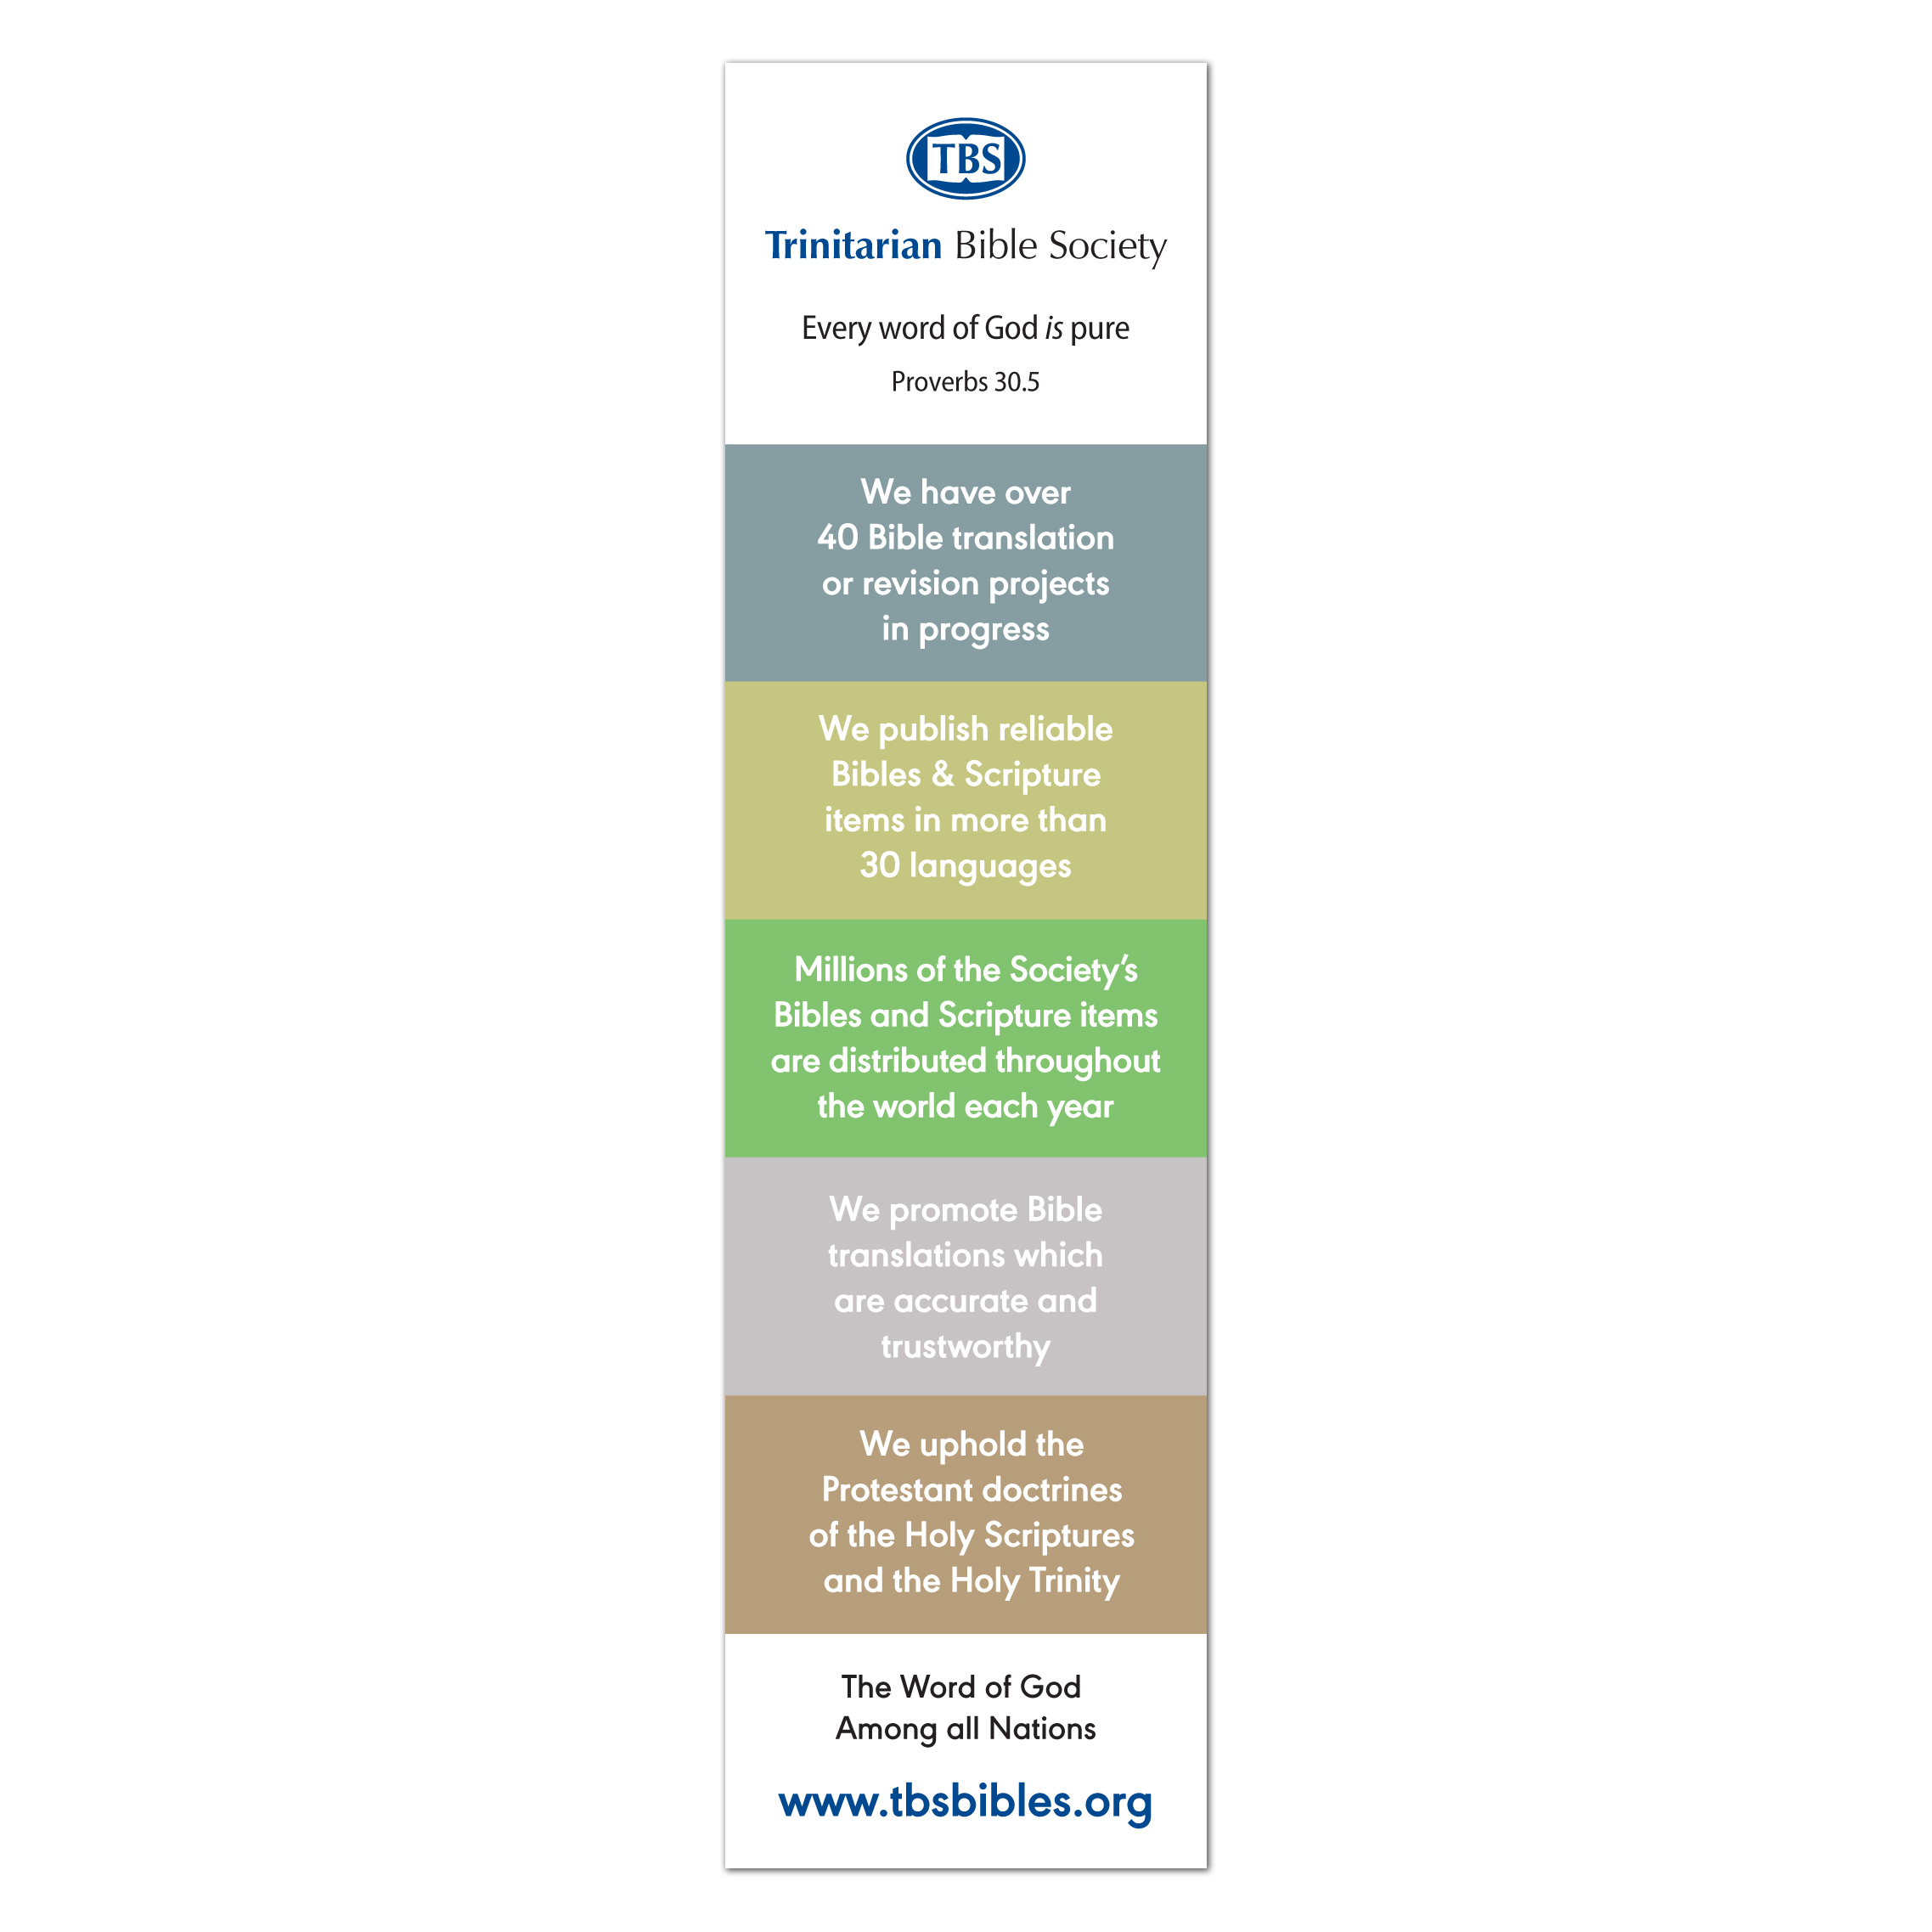 TBS
Trinitarian Bible Society
Every word of God is pure
Proverbs 30.5
We have over
40 Bible translation
or revision projects
in progress
We publish reliable
Bibles & Scripture
items in more than
30 languages
Millions of the Society's
Bibles and Scripture items
are distributed throughout
the world each year
We promote Bible
translations which
are accurate and
trustworthy
We uphold the
Protestant doctrines
of the Holy Scriptures
and the Holy Trinity
The Word of God
Among all Nations
www.tbsbibles.org